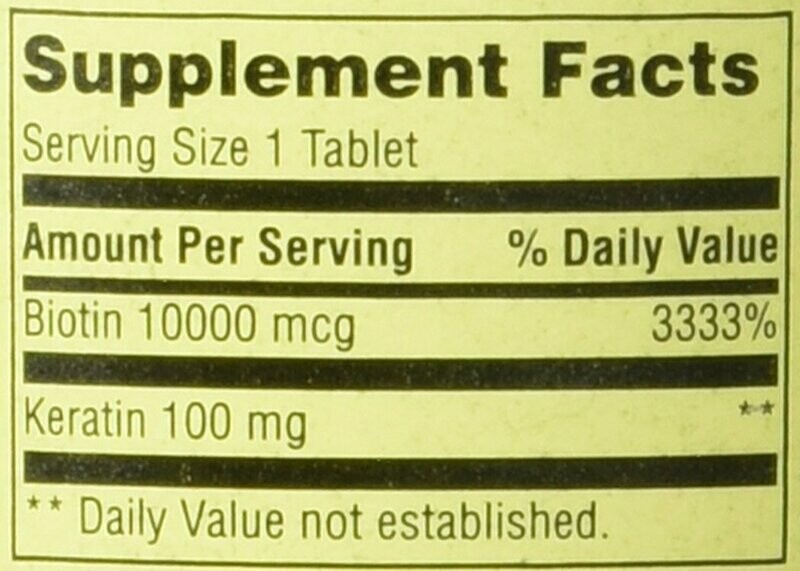 Supplement Facts
Serving Size 1 Tablet
Amount Per Serving % Daily Value
Biotin 10000 mcg 3333%
Keratin 100 mg **
** Daily Value not established.